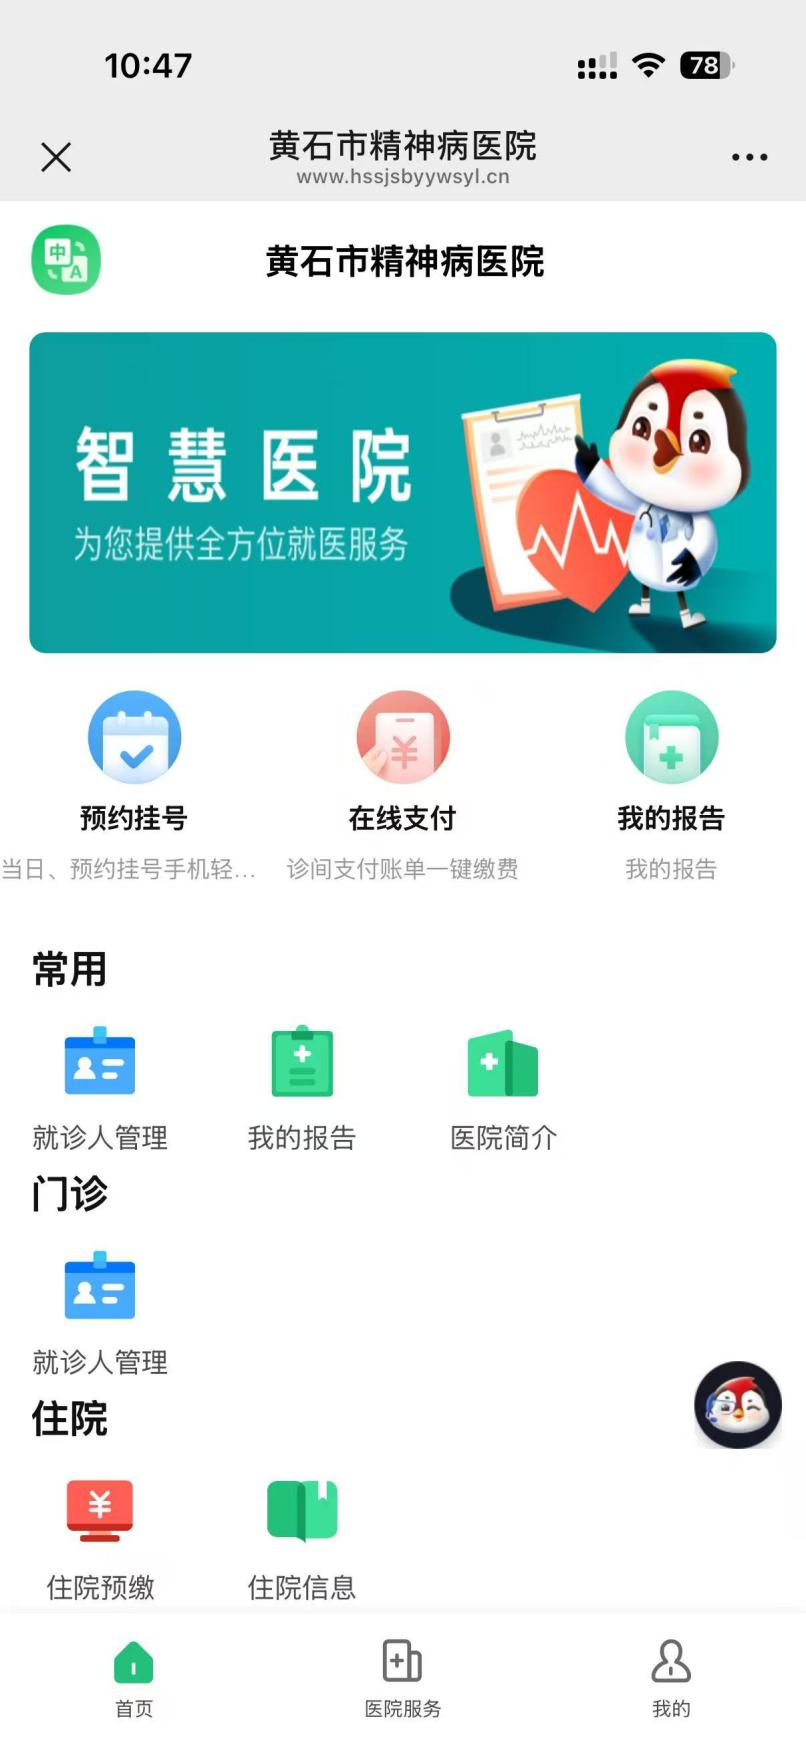 10:47
78
黄石市精神病医院
www.hssjsbyywsyl.cn
中
A
黄石市精神病医院
智慧医院
为您提供全方位就医服务
预约挂号
在线支付
我的报告
当日、预约挂号手机轻...
诊间支付账单一键缴费
我的报告
常用
就诊人管理
我的报告
医院简介
门诊
就诊人管理
住院
住院预缴
住院信息
首页
医院服务
我的